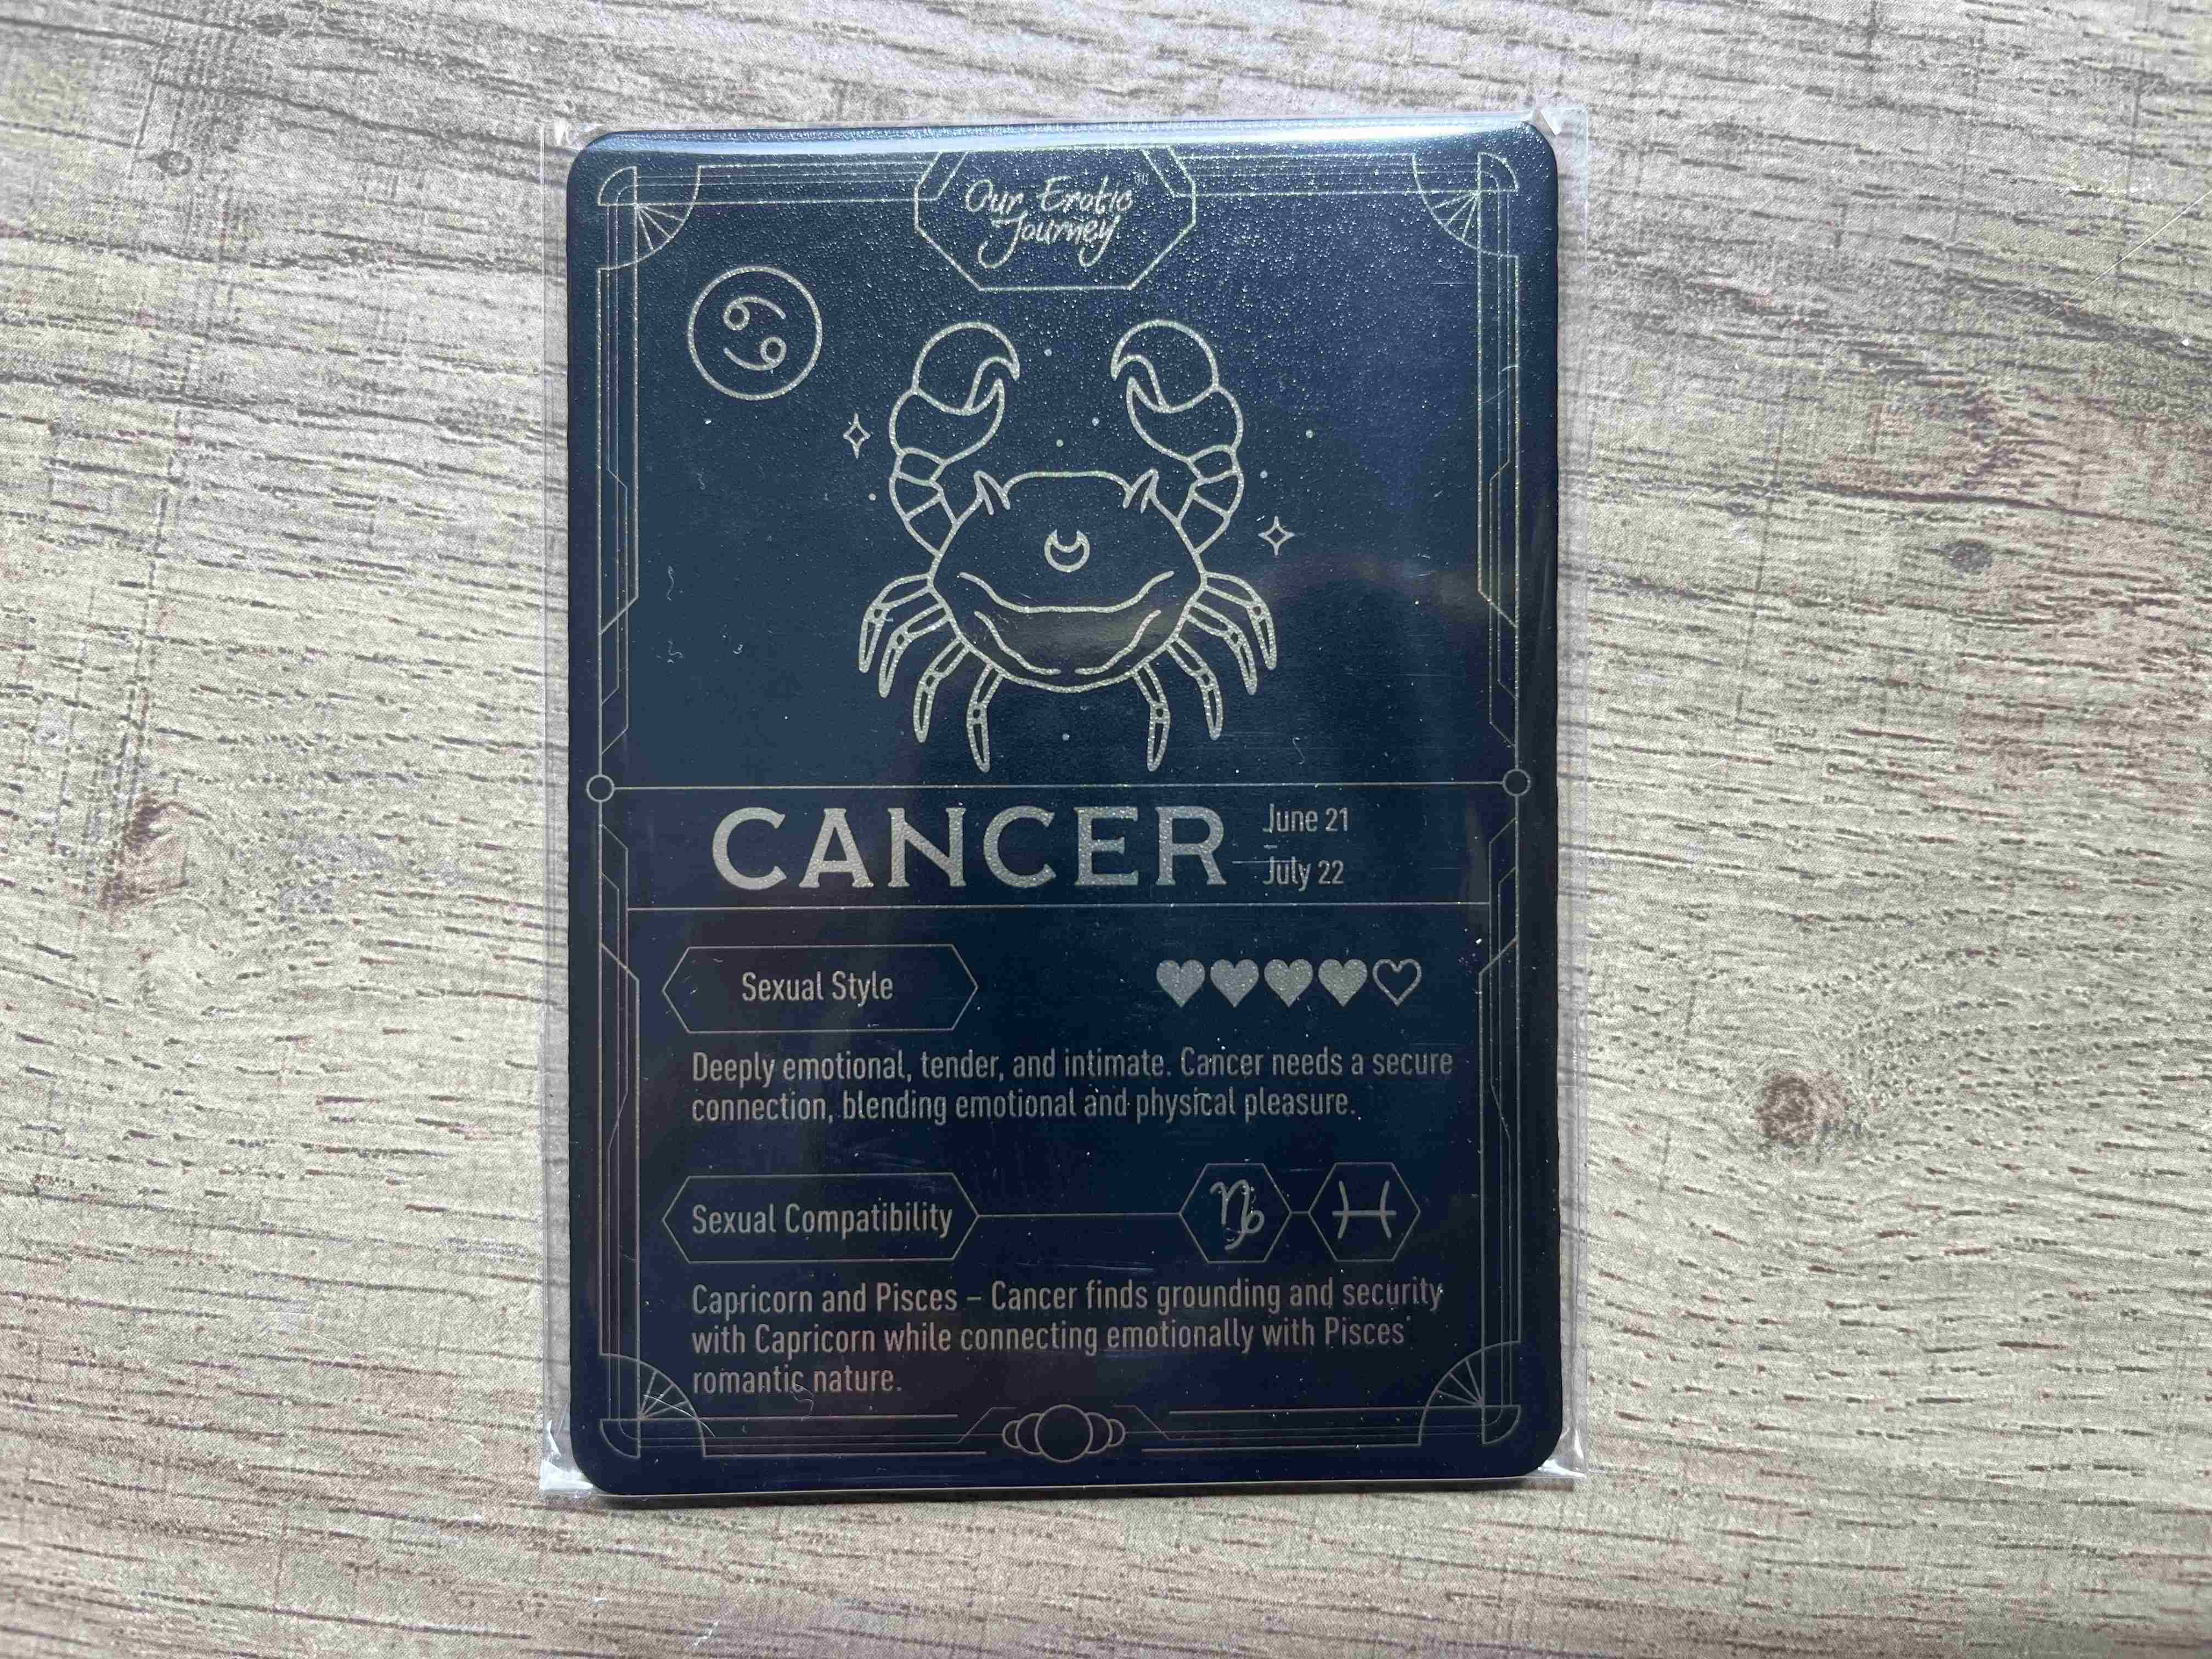 Our Erotic
Journey
CANCER
June 21
–
July 22
Sexual Style
Deeply emotional, tender, and intimate. Cancer needs a secure
connection, blending emotional and physical pleasure.
Sexual Compatibility
Capricorn and Pisces – Cancer finds grounding and security
with Capricorn while connecting emotionally with Pisces'
romantic nature.